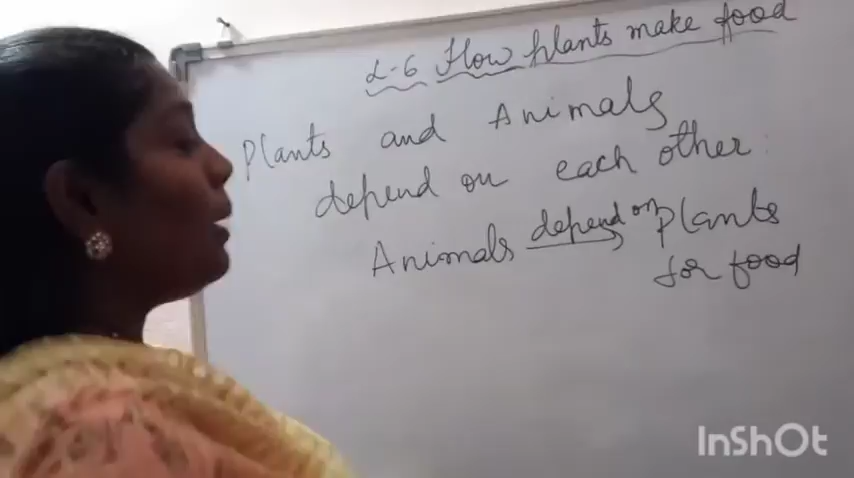 L-6 How plants make food
Plants and Animals
depend on each other.
Animals depend on Plants
for food
InShOt